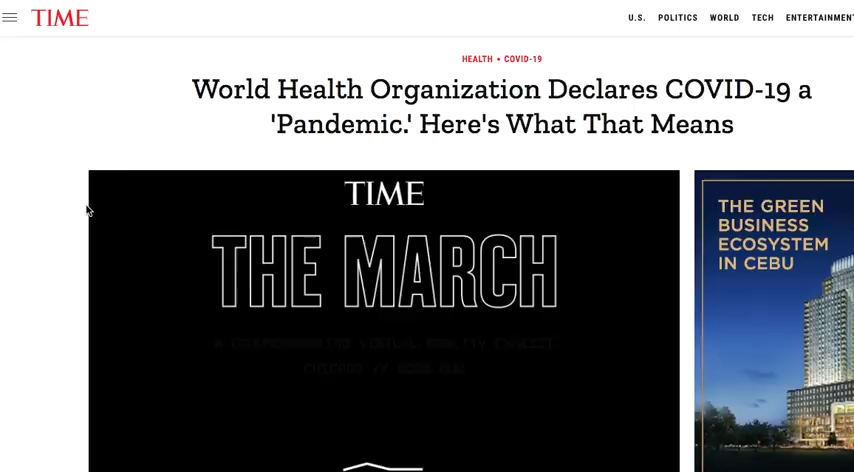 TIME
U.S. POLITICS WORLD TECH ENTERTAINMENT
HEALTH • COVID-19
World Health Organization Declares COVID-19 a
'Pandemic.' Here's What That Means
TIME
THE MARCH
THE GREEN
BUSINESS
ECOSYSTEM
IN CEBU